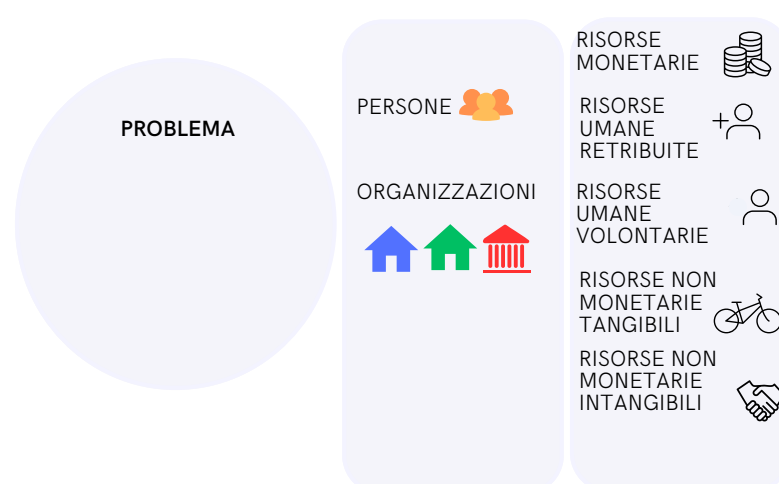 PROBLEMA
PERSONE
ORGANIZZAZIONI
RISORSE
MONETARIE
RISORSE
UMANE
RETRIBUITE
RISORSE
UMANE
VOLONTARIE
RISORSE NON
MONETARIE
TANGIBILI
RISORSE NON
MONETARIE
INTANGIBILI